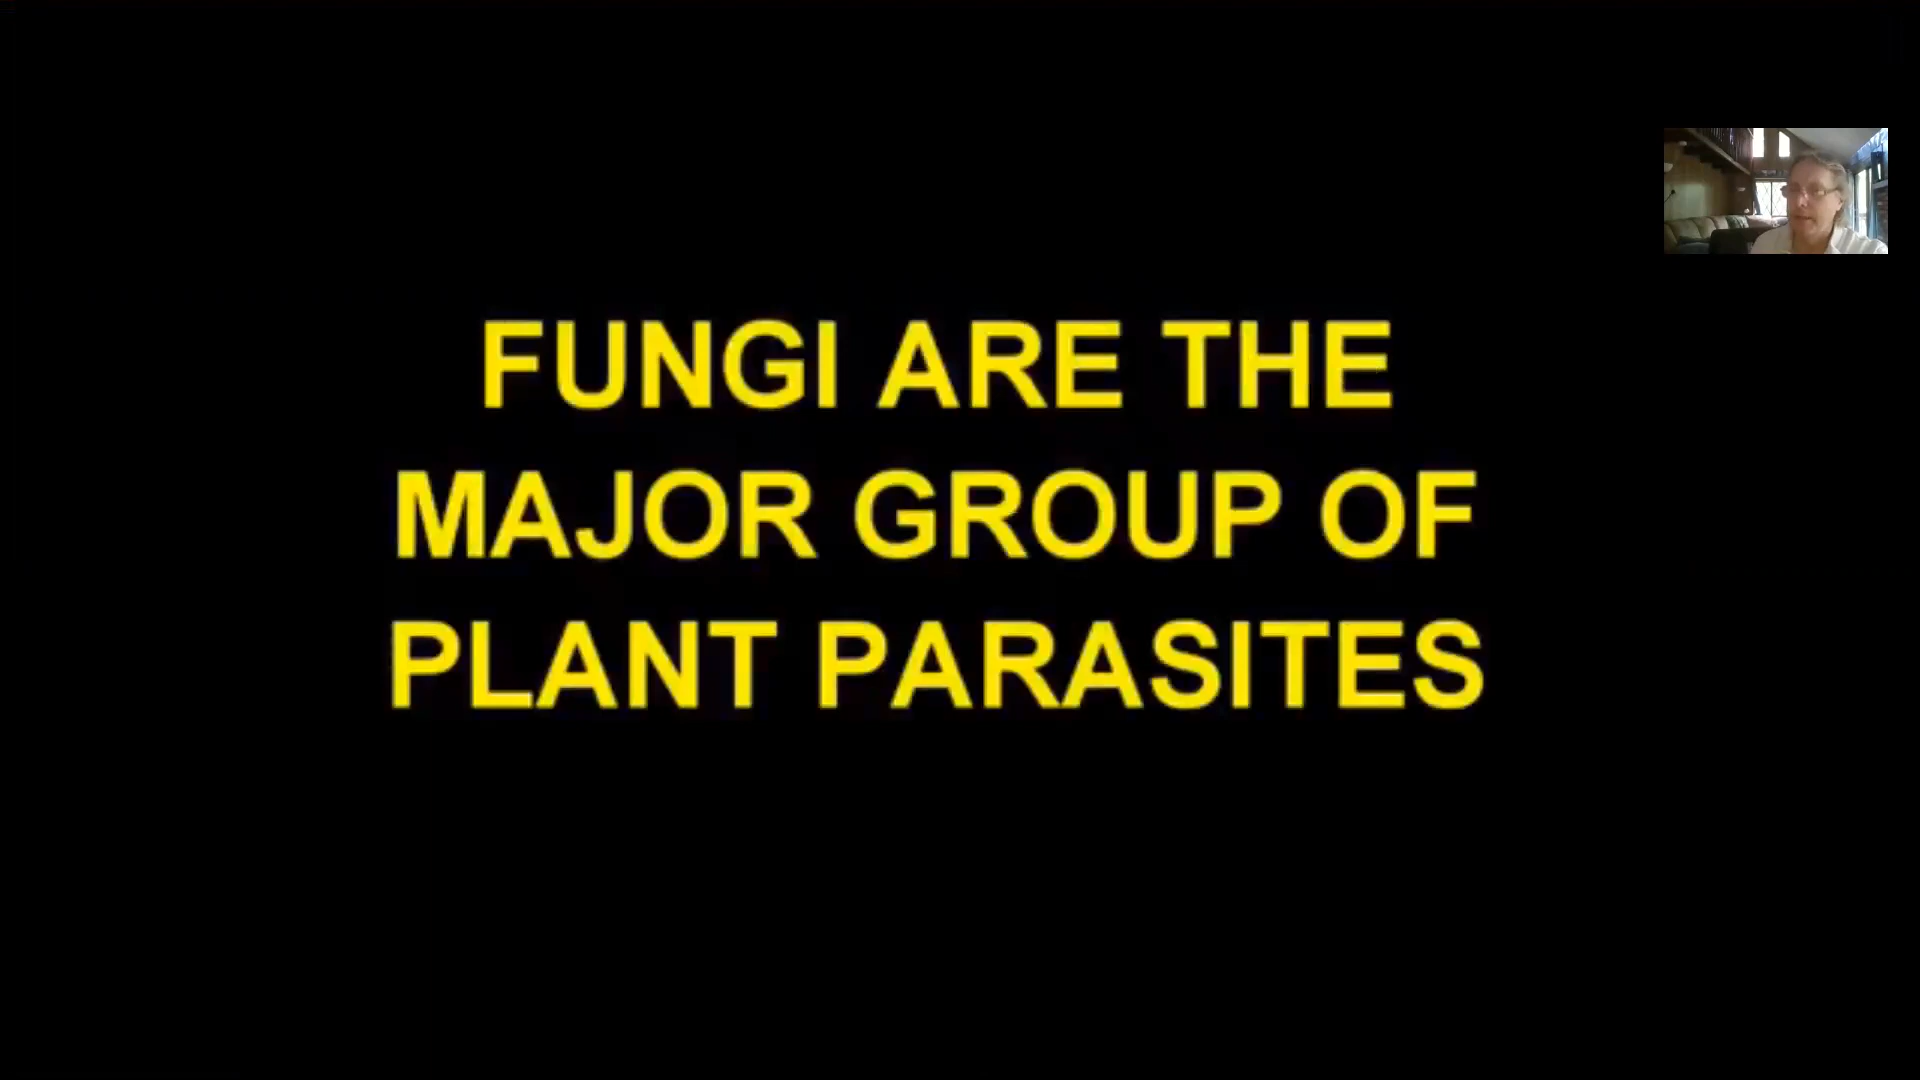 FUNGI ARE THE
MAJOR GROUP OF
PLANT PARASITES